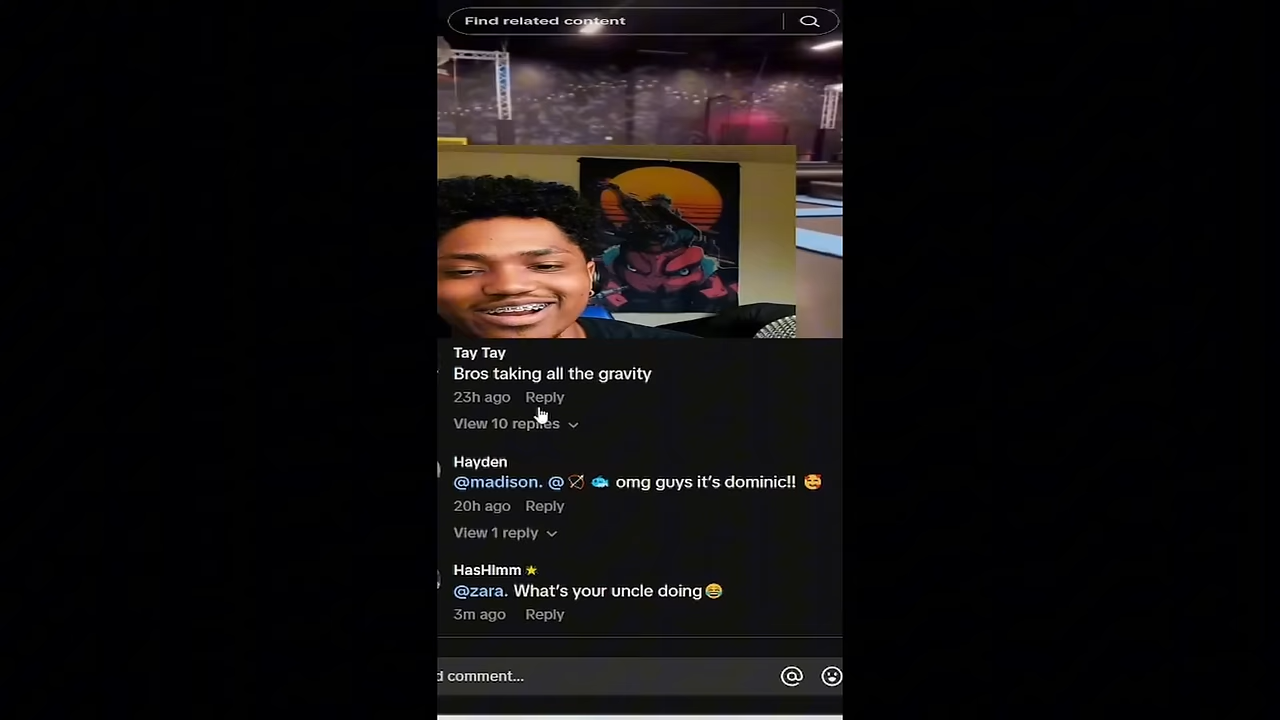 Find related content
Tay Tay
Bros taking all the gravity
23h ago Reply
View 10 replies
Hayden
@madison. @🏹 🐟 omg guys it's dominic!! 🥰
20h ago Reply
View 1 reply
HasHImm ⭐
@zara. What's your uncle doing😂
3m ago Reply
d comment...